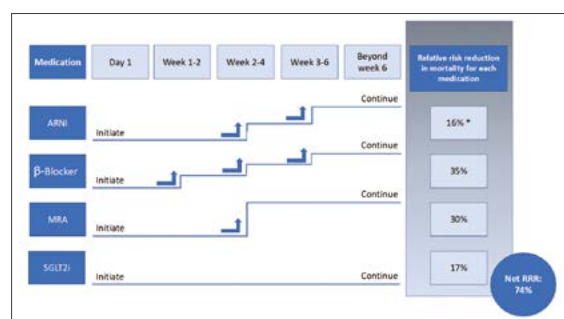 Medication
Day 1
Week 1-2
Week 2-4
Week 3-6
Beyond
week 6
Relative risk reduction
in mortality for each
medication
ARNi
Initiate
Continue
16% *
β-Blocker
Initiate
Continue
35%
MRA
Initiate
Continue
30%
SGLT2i
Initiate
Continue
17%
Net RRR:
74%